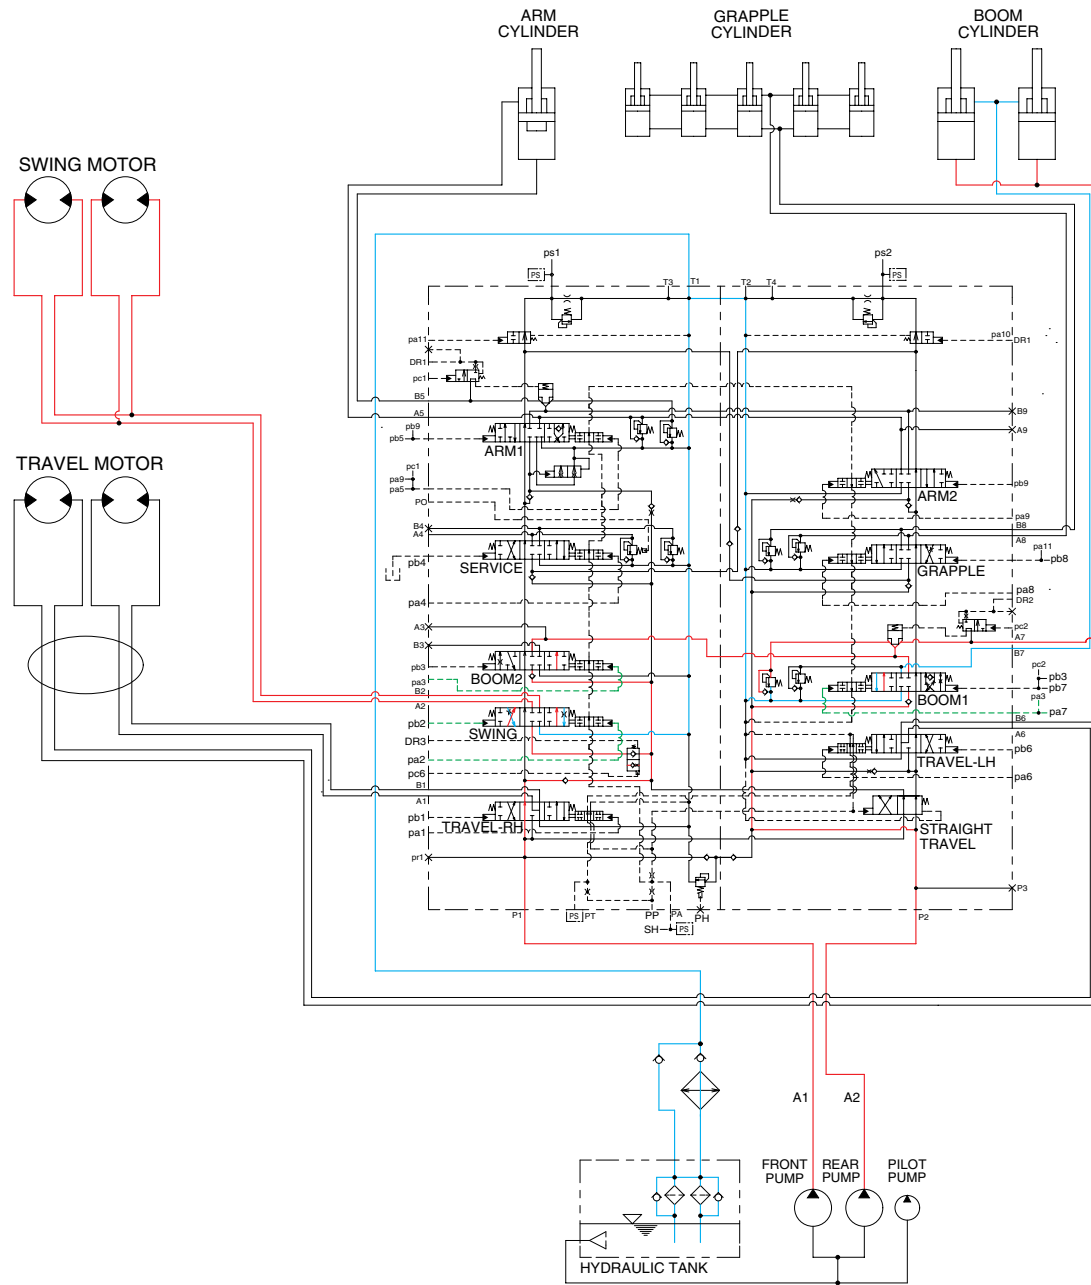 ARM
CYLINDER
GRAPPLE
CYLINDER
BOOM
CYLINDER
SWING MOTOR
TRAVEL MOTOR
ps1
PS
ps2
PS
T3
T1
T2
T4
pa11
DR1
pc1
B5
A5
pb9
pb5
ARM1
pc1
pa9
pa5
PO
B4
A4
pb4
SERVICE
pa4
A3
B3
pb3
BOOM2
pa3
B2
A2
pb2
SWING
DR3
pa2
pc6
B1
A1
pb1
TRAVEL-RH
pa1
pr1
pa10
DR1
B9
A9
ARM2
pb9
pa9
B8
A8
pa11
pb8
GRAPPLE
pa8
DR2
pc2
A7
B7
pc2
pb3
pb7
BOOM1
pa3
pa7
B6
A6
pb6
TRAVEL-LH
pa6
STRAIGHT
TRAVEL
P3
P1
PS
PT
PP
PA
PH
SH
PS
P2
A1
A2
FRONT
PUMP
REAR
PUMP
PILOT
PUMP
HYDRAULIC TANK